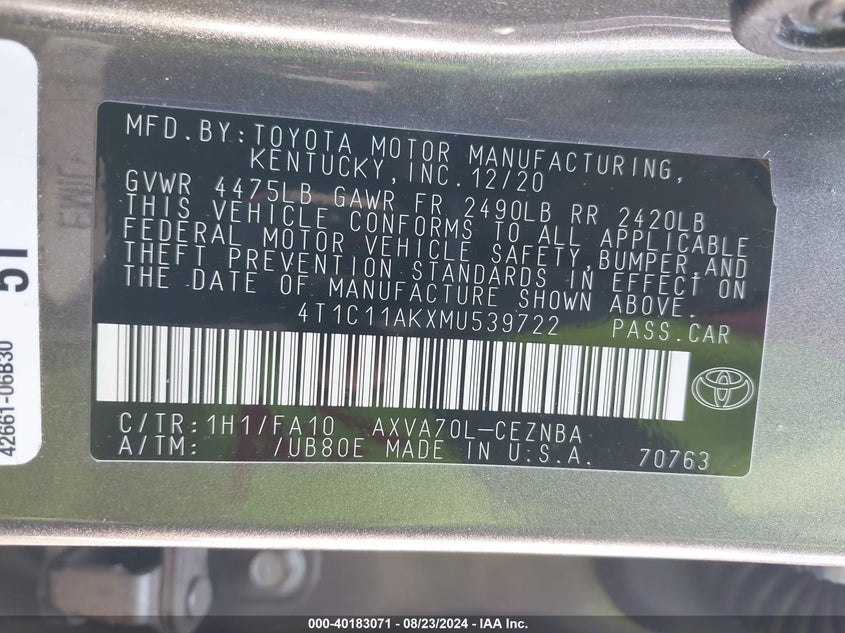 MFD.BY:TOYOTA MOTOR MANUFACTURING,
KENTUCKY, INC. 12/20
GVWR 4475LB GAWR FR 2490LB RR 2420LB
THIS VEHICLE CONFORMS TO ALL APPLICABLE
FEDERAL MOTOR VEHICLE SAFETY,BUMPER,AND
THEFT PREVENTION STANDARDS IN EFFECT ON
THE DATE OF MANUFACTURE SHOWN ABOVE.
4T1C11AKXMU539722 PASS.CAR
C/TR:1H1/FA10 AXVA70L-CEZNBA
A/TM: /UB80E MADE IN U.S.A. 70763
51
42661-06B30
000-40183071 - 08/23/2024 - IAA Inc.